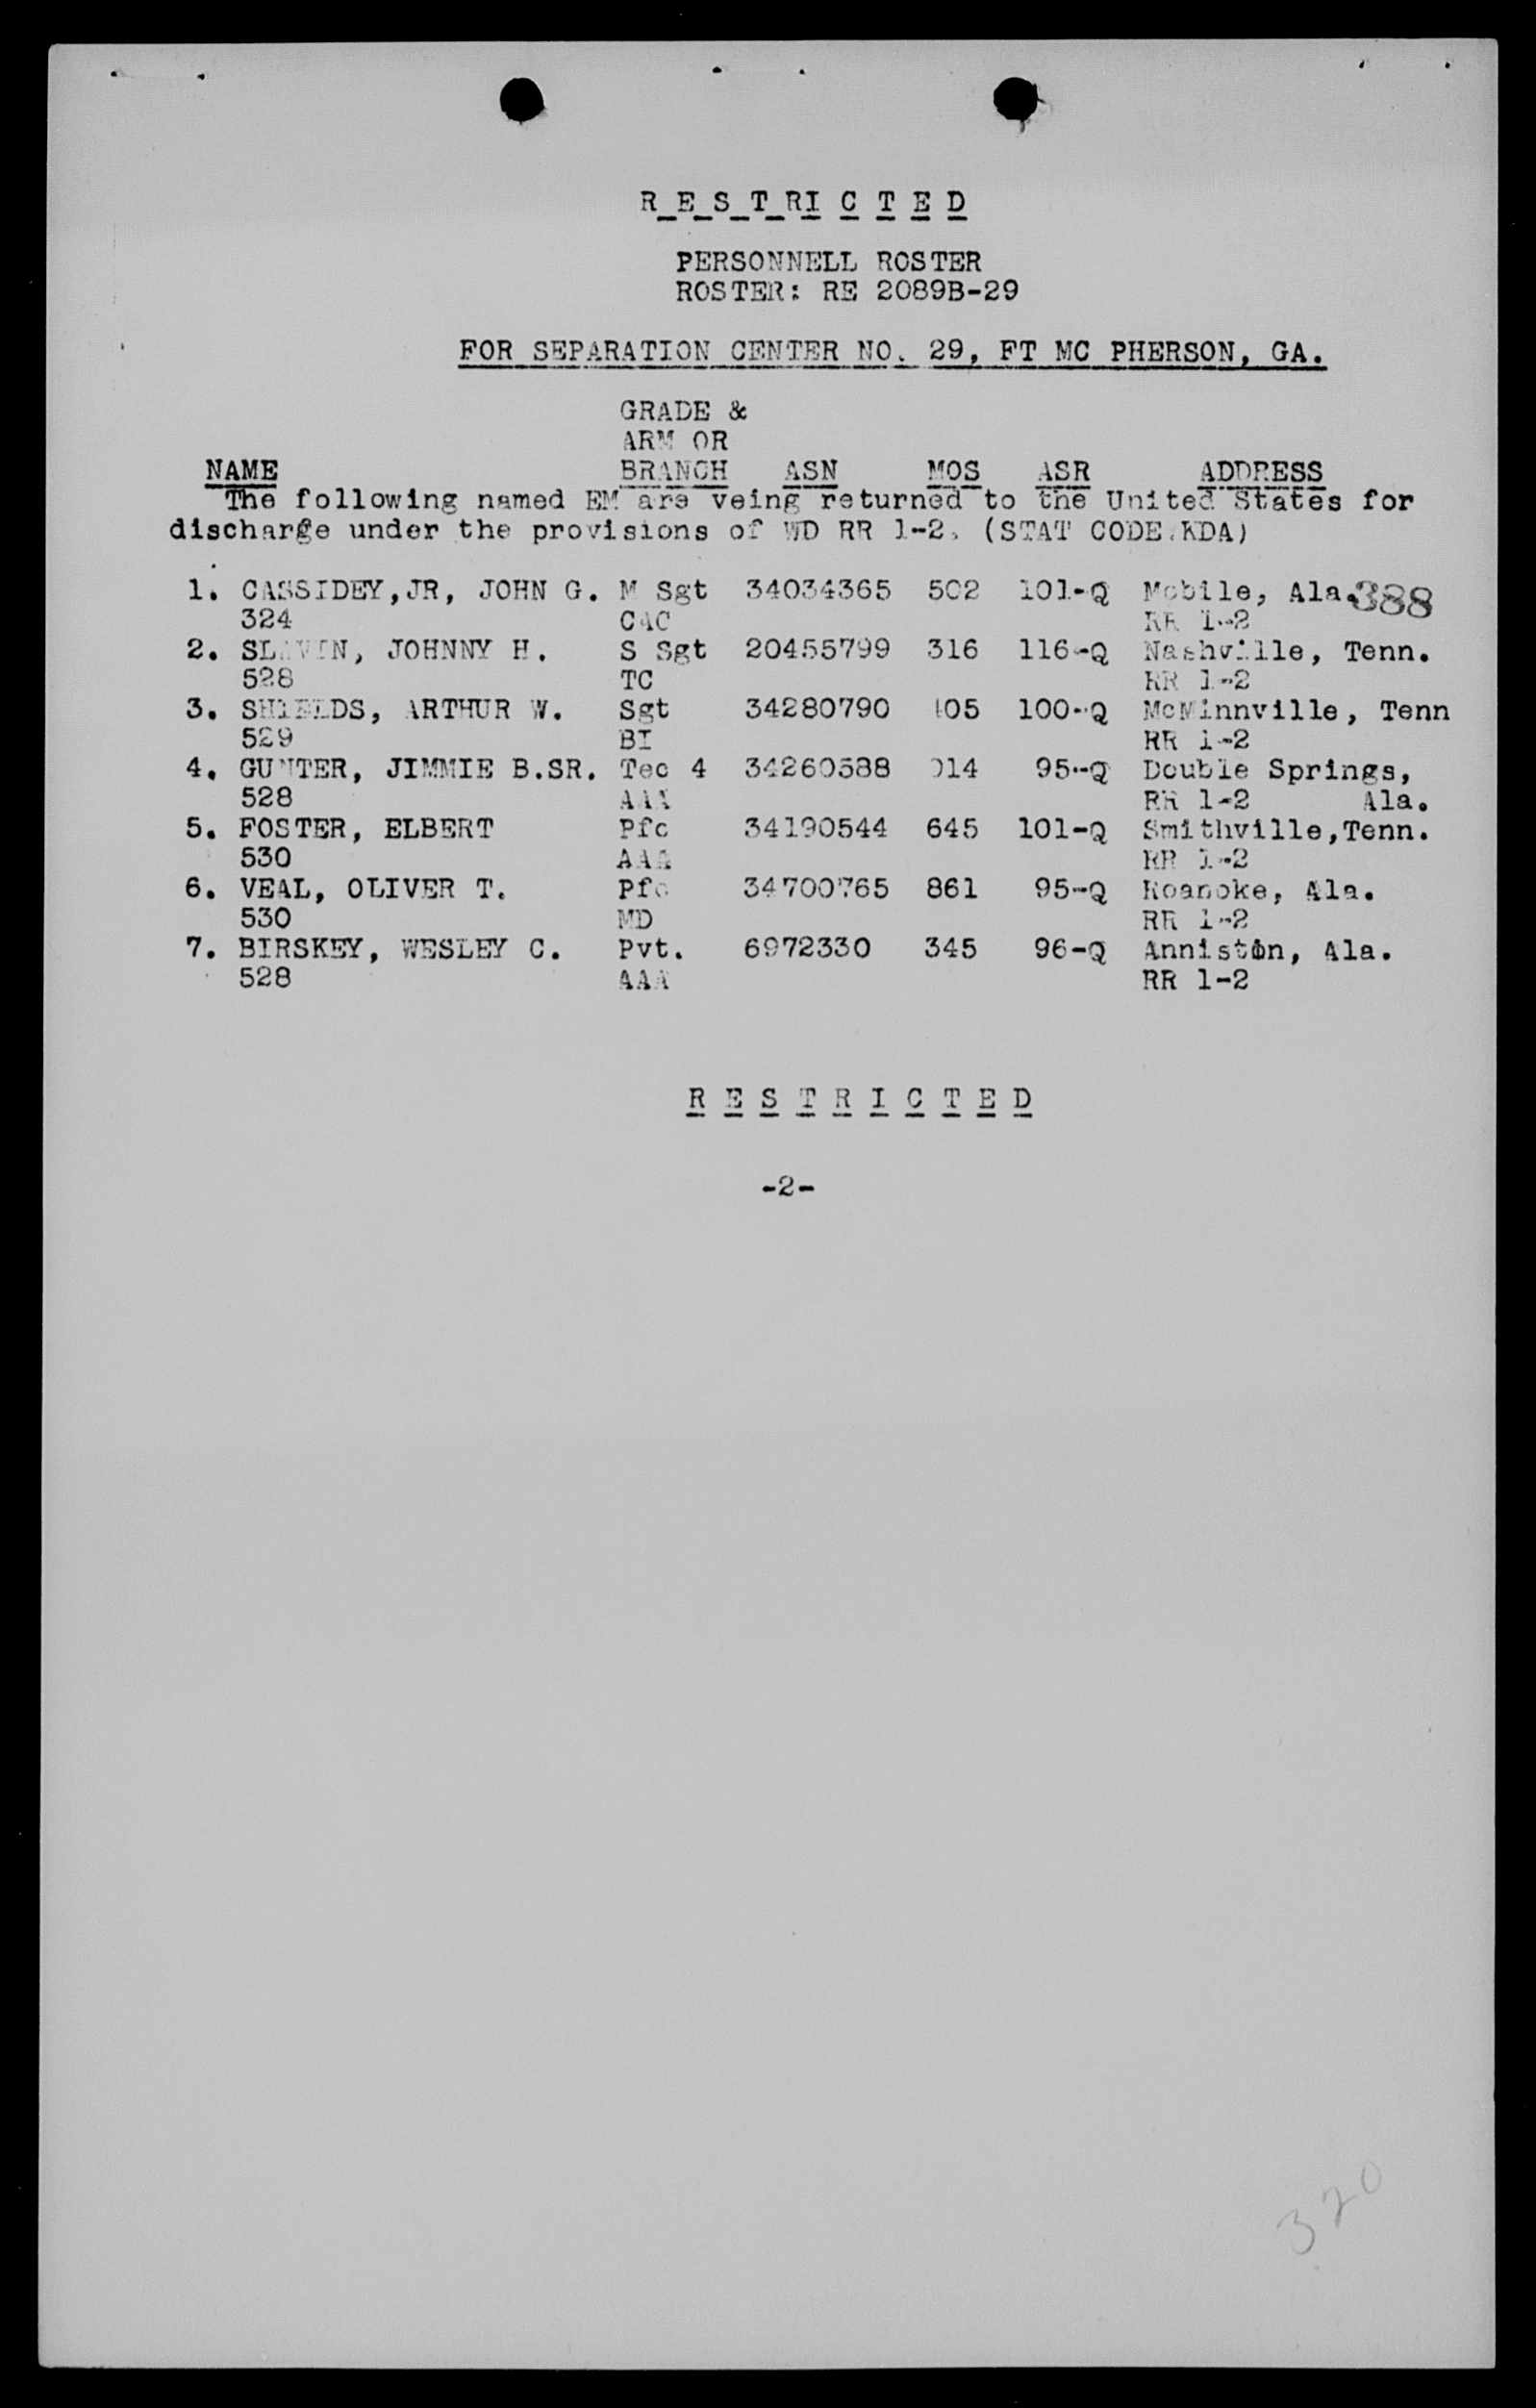 R E S T R I C T E D
PERSONNELL ROSTER
ROSTER: RE 2089B-29
FOR SEPARATION CENTER NO. 29, FT MC PHERSON, GA.
GRADE &
ARM OR
NAME BRANCH ASN MOS ASR ADDRESS
The following named EM are veing returned to the United States for
discharge under the provisions of WD RR 1-2. (STAT CODE.KDA)
1. CASSIDEY,JR, JOHN G. M Sgt 34034365 502 101-Q Mobile, Ala. 388
324 CAC RR 1-2
2. SLAVIN, JOHNNY H. S Sgt 20455799 316 116-Q Nashville, Tenn.
528 TC RR 1-2
3. SHIELDS, ARTHUR W. Sgt 34280790 405 100-Q McMinnville, Tenn
529 BI RR 1-2
4. GUNTER, JIMMIE B.SR. Tec 4 34260588 014 95-Q Double Springs,
528 AAA RR 1-2 Ala.
5. FOSTER, ELBERT Pfc 34190544 645 101-Q Smithville,Tenn.
530 AAA RR 1-2
6. VEAL, OLIVER T. Pfc 34700765 861 95-Q Roanoke, Ala.
530 MD RR 1-2
7. BIRSKEY, WESLEY C. Pvt. 6972330 345 96-Q Anniston, Ala.
528 AAA RR 1-2
R E S T R I C T E D
-2-
320